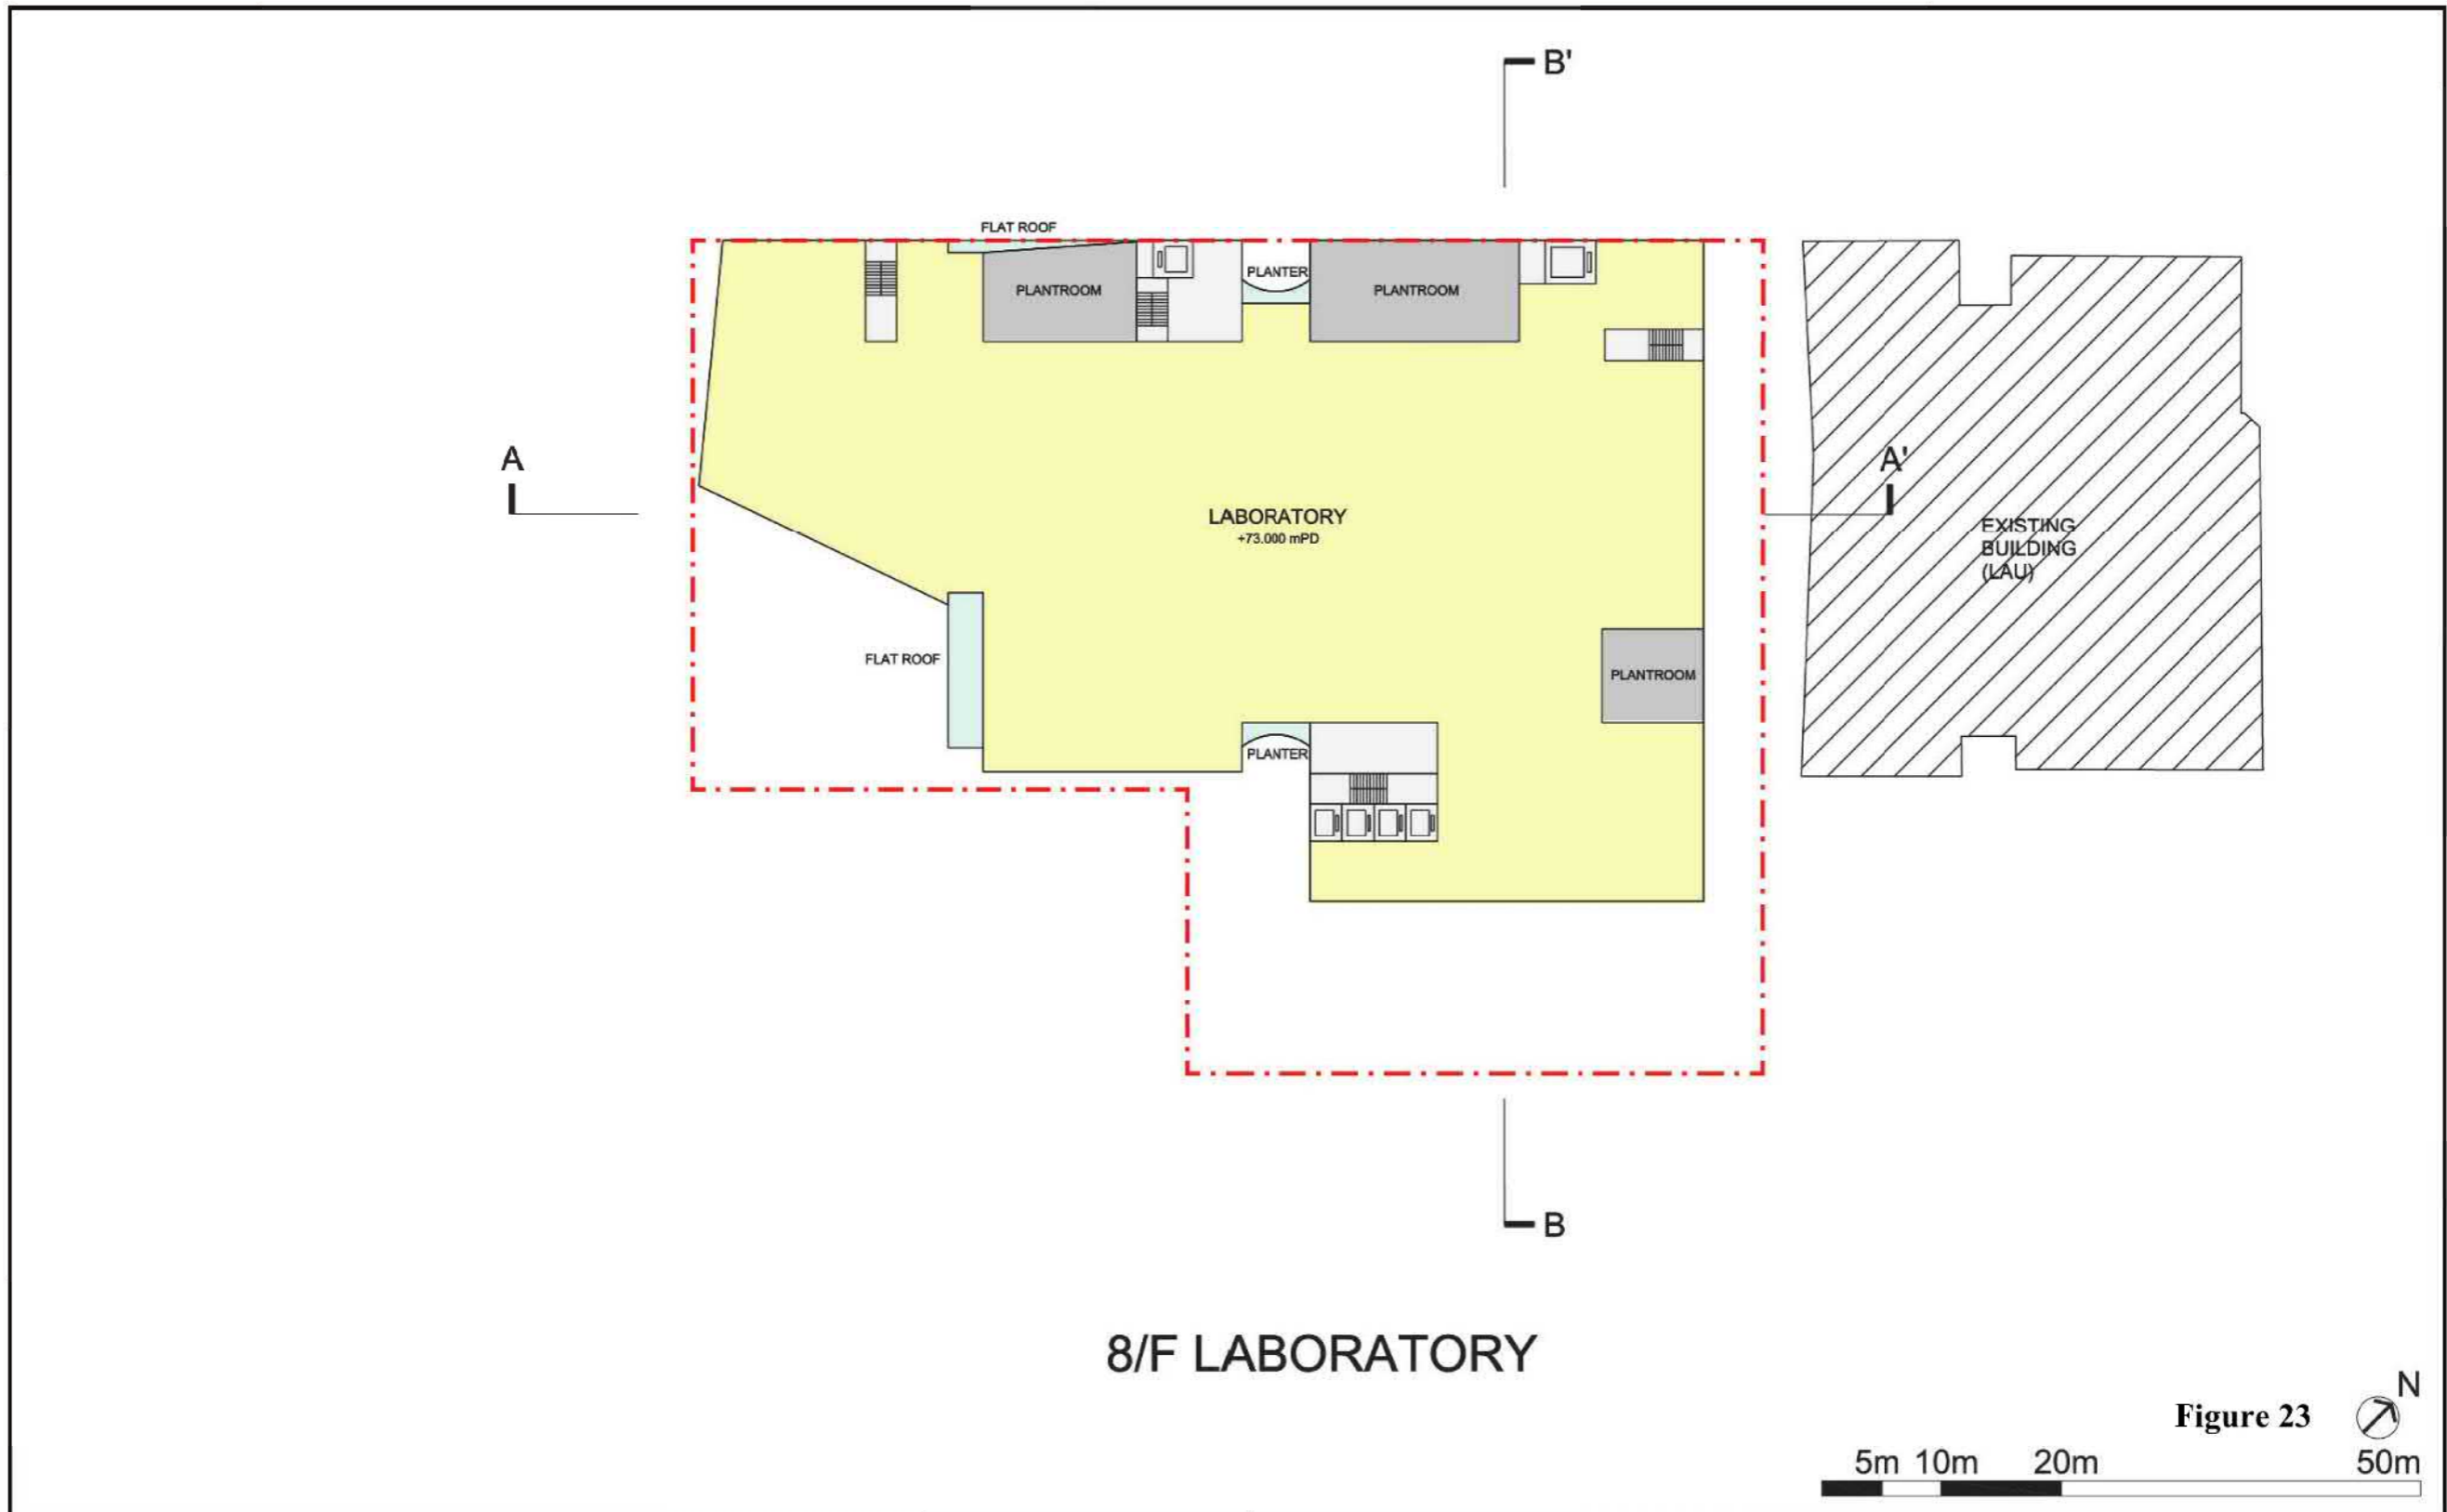 B'
FLAT ROOF
PLANTROOM
PLANTER
PLANTROOM
A
A'
LABORATORY
+73.000 mPD
EXISTING
BUILDING
(LAU)
FLAT ROOF
PLANTROOM
PLANTER
B
8/F LABORATORY
N
Figure 23
5m 10m 20m 50m